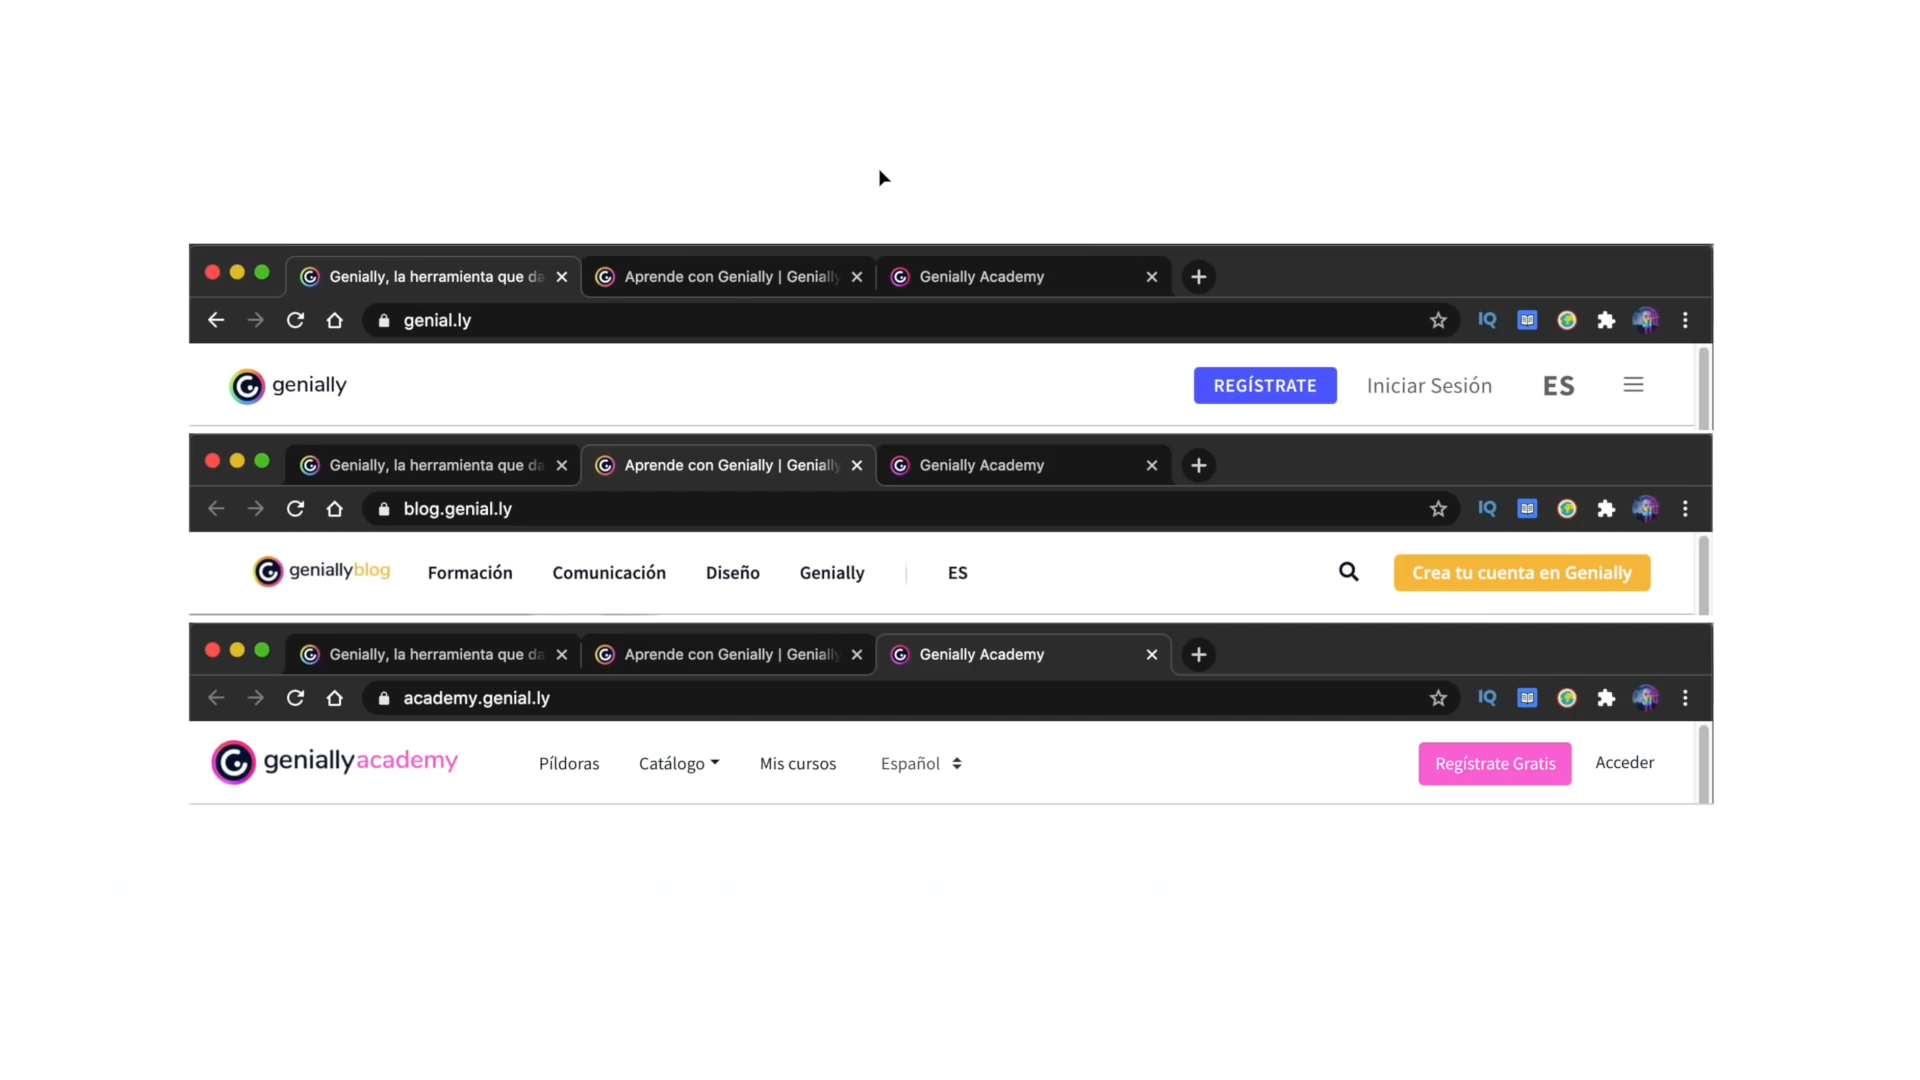 Genially, la herramienta que da
Aprende con Genially | Genially
Genially Academy
genial.ly
IQ
genially
REGÍSTRATE
Iniciar Sesión
ES
Genially, la herramienta que da
Aprende con Genially | Genially
Genially Academy
blog.genial.ly
IQ
geniallyblog
Formación
Comunicación
Diseño
Genially
ES
Crea tu cuenta en Genially
Genially, la herramienta que da
Aprende con Genially | Genially
Genially Academy
academy.genial.ly
IQ
geniallyacademy
Píldoras
Catálogo
Mis cursos
Español
Regístrate Gratis
Acceder